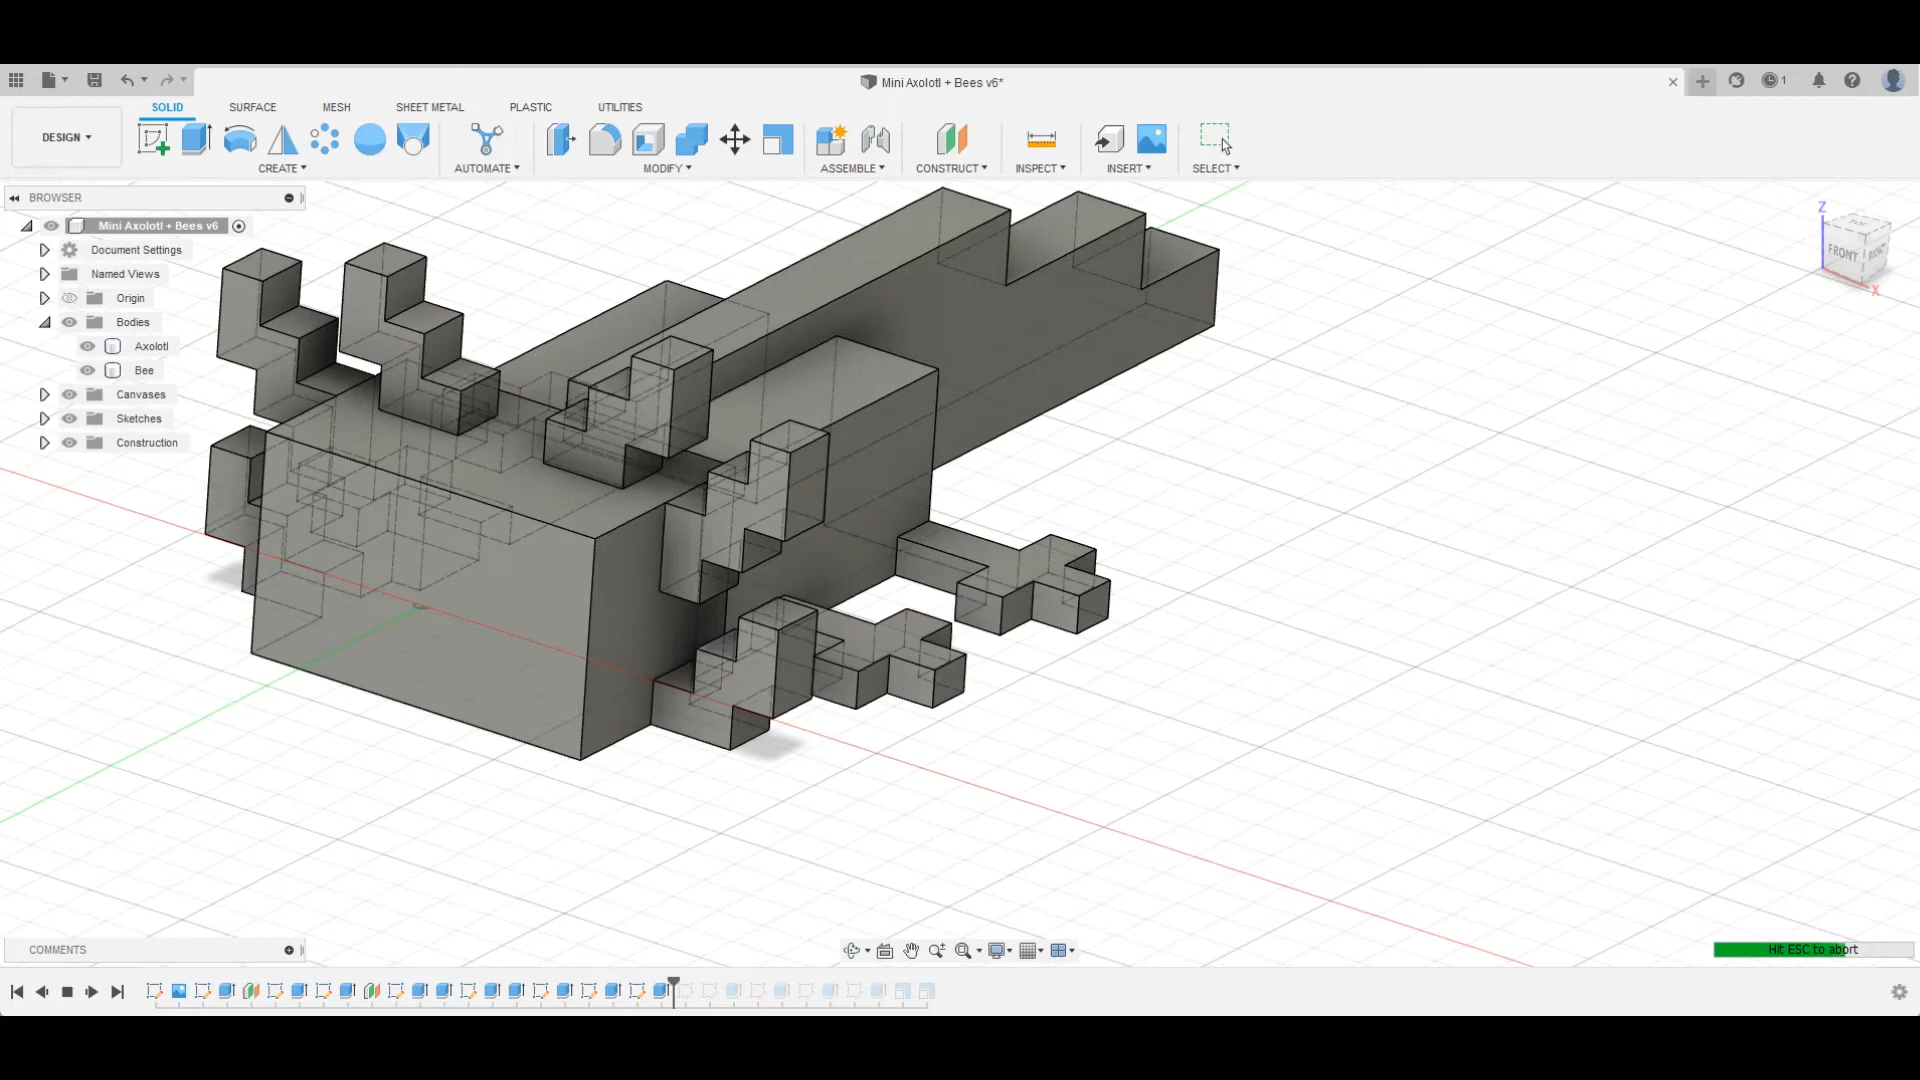 Mini Axolotl + Bees v6*
1
SOLID SURFACE MESH SHEET METAL PLASTIC UTILITIES
DESIGN
CREATE AUTOMATE MODIFY ASSEMBLE CONSTRUCT INSPECT INSERT SELECT
BROWSER
Mini Axolotl + Bees v6
Document Settings
Named Views
Origin
Bodies
Axolotl
Bee
Canvases
Sketches
Construction
Z
FRONT
RIGHT
X
COMMENTS
Hit ESC to abort